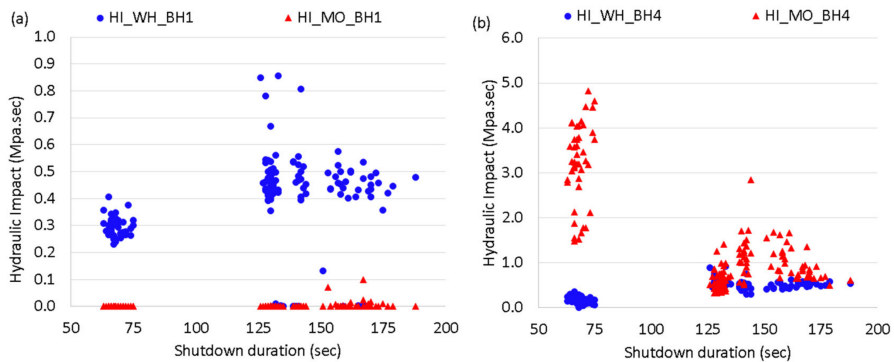 (a)
HI_WH_BH1 HI_MO_BH1
1.0
0.9
0.8
0.7
0.6
0.5
0.4
0.3
0.2
0.1
0.0
Hydraulic Impact (Mpa.sec)
50 75 100 125 150 175 200
Shutdown duration (sec)
(b)
HI_WH_BH4 HI_MO_BH4
6.0
5.0
4.0
3.0
2.0
1.0
0.0
Hydraulic Impact (Mpa.sec)
50 75 100 125 150 175 200
Shutdown duration (sec)